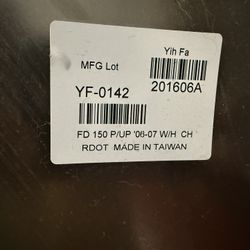 Yih Fa
MFG Lot
YF-0142 201606A
FD 150 P/UP '06-07 W/H CH
RDOT MADE IN TAIWAN